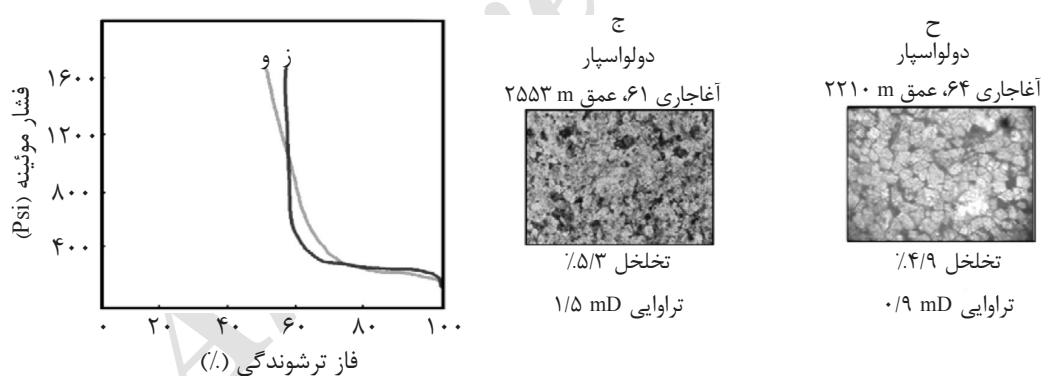 ۱۶۰۰
۱۲۰۰
۸۰۰
۴۰۰
فشار موئینه (Psi)
و ز
۰ ۲۰ ۴۰ ۶۰ ۸۰ ۱۰۰
فاز ترشوندگی (٪)
ج
دولواسپار
آغاجاری ۶۱، عمق ۲۵۵۳ m
تخلخل ۵/۳٪
تراوایی ۱/۵ mD
ح
دولواسپار
آغاجاری ۶۴، عمق ۲۲۱۰ m
تخلخل ۴/۹٪
تراوایی ۰/۹ mD